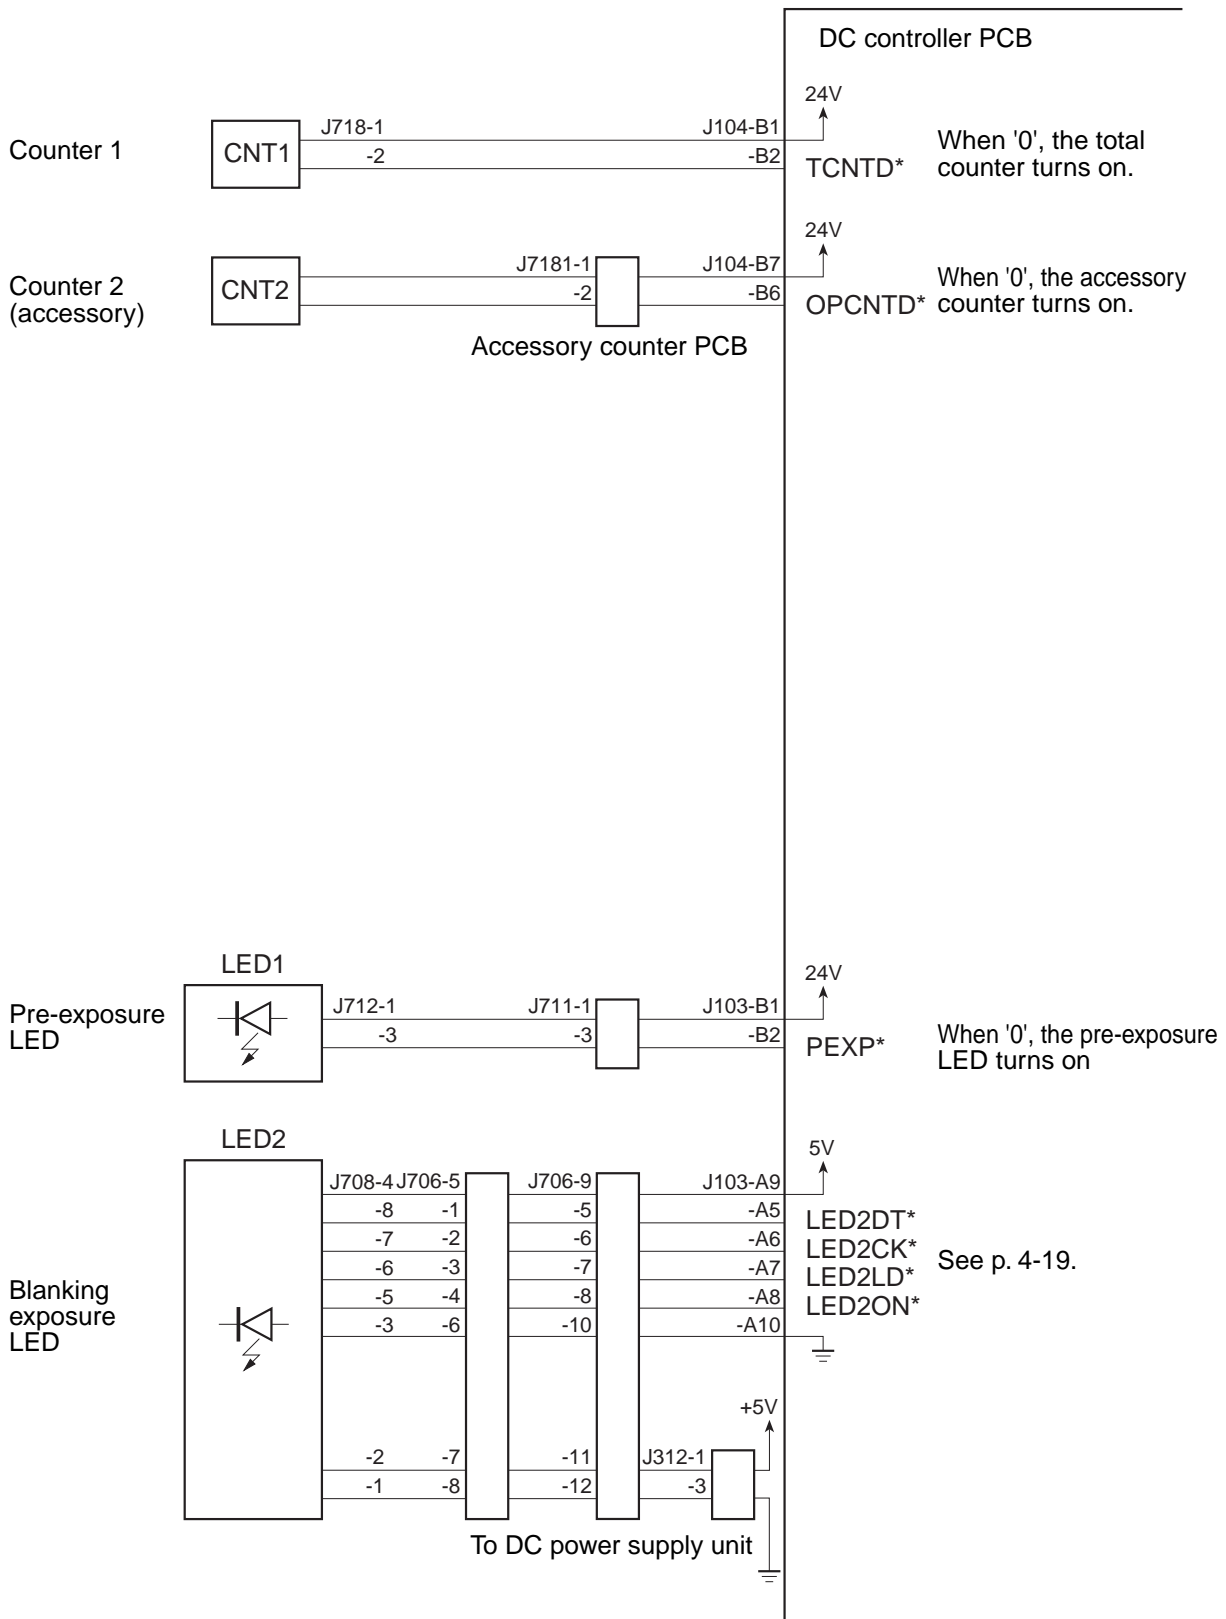 DC controller PCB
24V
Counter 1
CNT1
J718-1
J104-B1
-2
-B2
TCNTD*
When '0', the total
counter turns on.
24V
Counter 2
(accessory)
CNT2
J7181-1
J104-B7
-2
-B6
OPCNTD*
When '0', the accessory
counter turns on.
Accessory counter PCB
LED1
24V
Pre-exposure
LED
J712-1
J711-1
J103-B1
-3
-3
-B2
PEXP*
When '0', the pre-exposure
LED turns on
LED2
5V
J708-4
J706-5
J706-9
J103-A9
-8
-1
-5
-A5
LED2DT*
-7
-2
-6
-A6
LED2CK*
-6
-3
-7
-A7
LED2LD*
See p. 4-19.
-5
-4
-8
-A8
LED2ON*
-3
-6
-10
-A10
Blanking
exposure
LED
+5V
-2
-7
-11
J312-1
-1
-8
-12
-3
To DC power supply unit